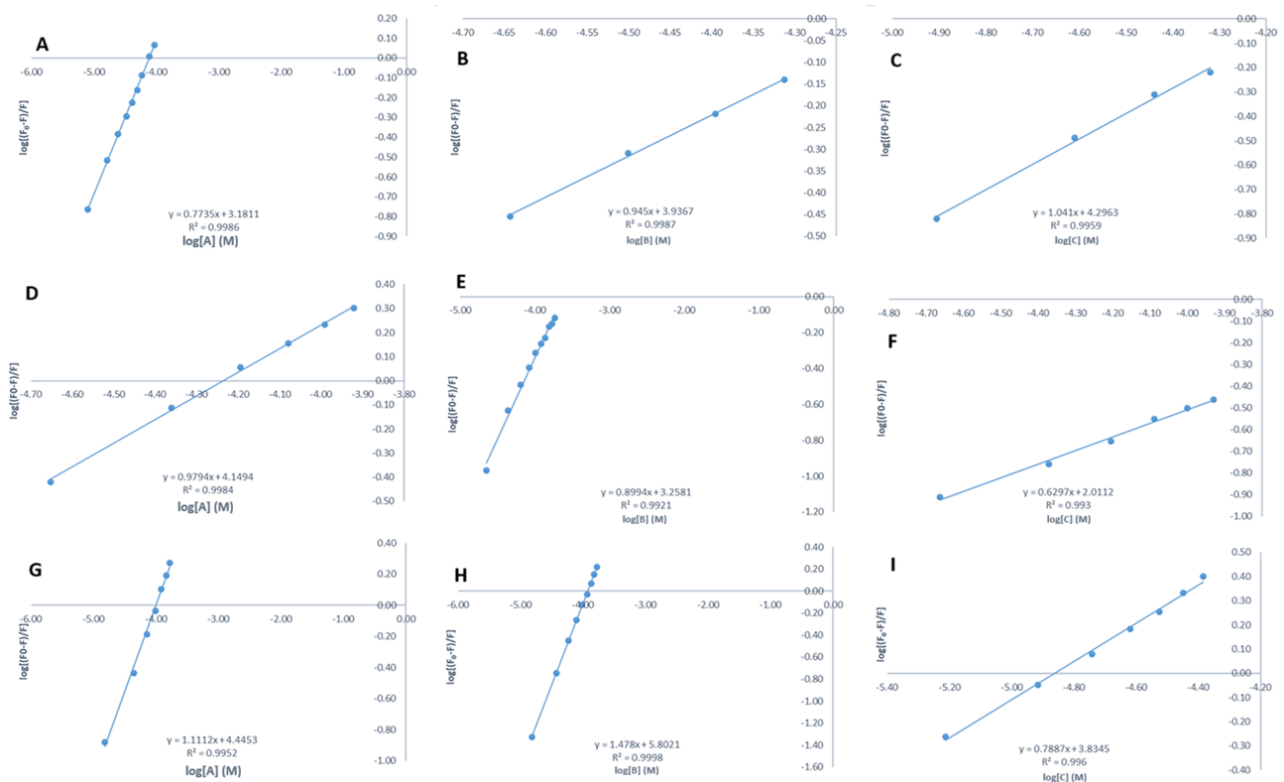 A
0.20
0.10
0.00
-6.00 -5.00 -4.00 -3.00 -2.00 -1.00 0.00
-0.10
-0.20
-0.30
-0.40
-0.50
-0.60
-0.70
-0.80
-0.90
log[(F₀-F)/F]
y = 0.7735x + 3.1811
R² = 0.9986
log[A] (M)
B
-4.70 -4.65 -4.60 -4.55 -4.50 -4.45 -4.40 -4.35 -4.30 -4.25
0.00
-0.05
-0.10
-0.15
-0.20
-0.25
-0.30
-0.35
-0.40
-0.45
-0.50
log[(F0-F)/F]
y = 0.945x + 3.9367
R² = 0.9987
log[B] (M)
C
-5.00 -4.90 -4.80 -4.70 -4.60 -4.50 -4.40 -4.30 -4.20
0.00
-0.10
-0.20
-0.30
-0.40
-0.50
-0.60
-0.70
-0.80
-0.90
log[(F0-F)/F]
y = 1.041x + 4.2963
R² = 0.9959
log[C] (M)
D
0.40
0.30
0.20
0.10
0.00
-4.70 -4.60 -4.50 -4.40 -4.30 -4.20 -4.10 -4.00 -3.90 -3.80
-0.10
-0.20
-0.30
-0.40
-0.50
log[(F0-F)/F]
y = 0.9794x + 4.1494
R² = 0.9984
log[A] (M)
E
-5.00 -4.00 -3.00 -2.00 -1.00 0.00
0.00
-0.20
-0.40
-0.60
-0.80
-1.00
-1.20
log[(F0-F)/F]
y = 0.8994x + 3.2581
R² = 0.9921
log[B] (M)
F
-4.80 -4.70 -4.60 -4.50 -4.40 -4.30 -4.20 -4.10 -4.00 -3.90 -3.80
0.00
-0.10
-0.20
-0.30
-0.40
-0.50
-0.60
-0.70
-0.80
-0.90
-1.00
log[(F0-F)/F]
y = 0.6297x + 2.0112
R² = 0.993
log[C] (M)
G
0.40
0.20
0.00
-6.00 -5.00 -4.00 -3.00 -2.00 -1.00 0.00
-0.20
-0.40
-0.60
-0.80
-1.00
log[(F0-F)/F]
y = 1.1112x + 4.4453
R² = 0.9952
log[A] (M)
H
0.40
0.20
0.00
-6.00 -5.00 -4.00 -3.00 -2.00 -1.00 0.00
-0.20
-0.40
-0.60
-0.80
-1.00
-1.20
-1.40
-1.60
log[(F₀-F)/F]
y = 1.478x + 5.8021
R² = 0.9998
log[B] (M)
I
0.50
0.40
0.30
0.20
0.10
0.00
-5.40 -5.20 -5.00 -4.80 -4.60 -4.40 -4.20
-0.10
-0.20
-0.30
-0.40
log[(F₀-F)/F]
y = 0.7887x + 3.8345
R² = 0.996
log[C] (M)